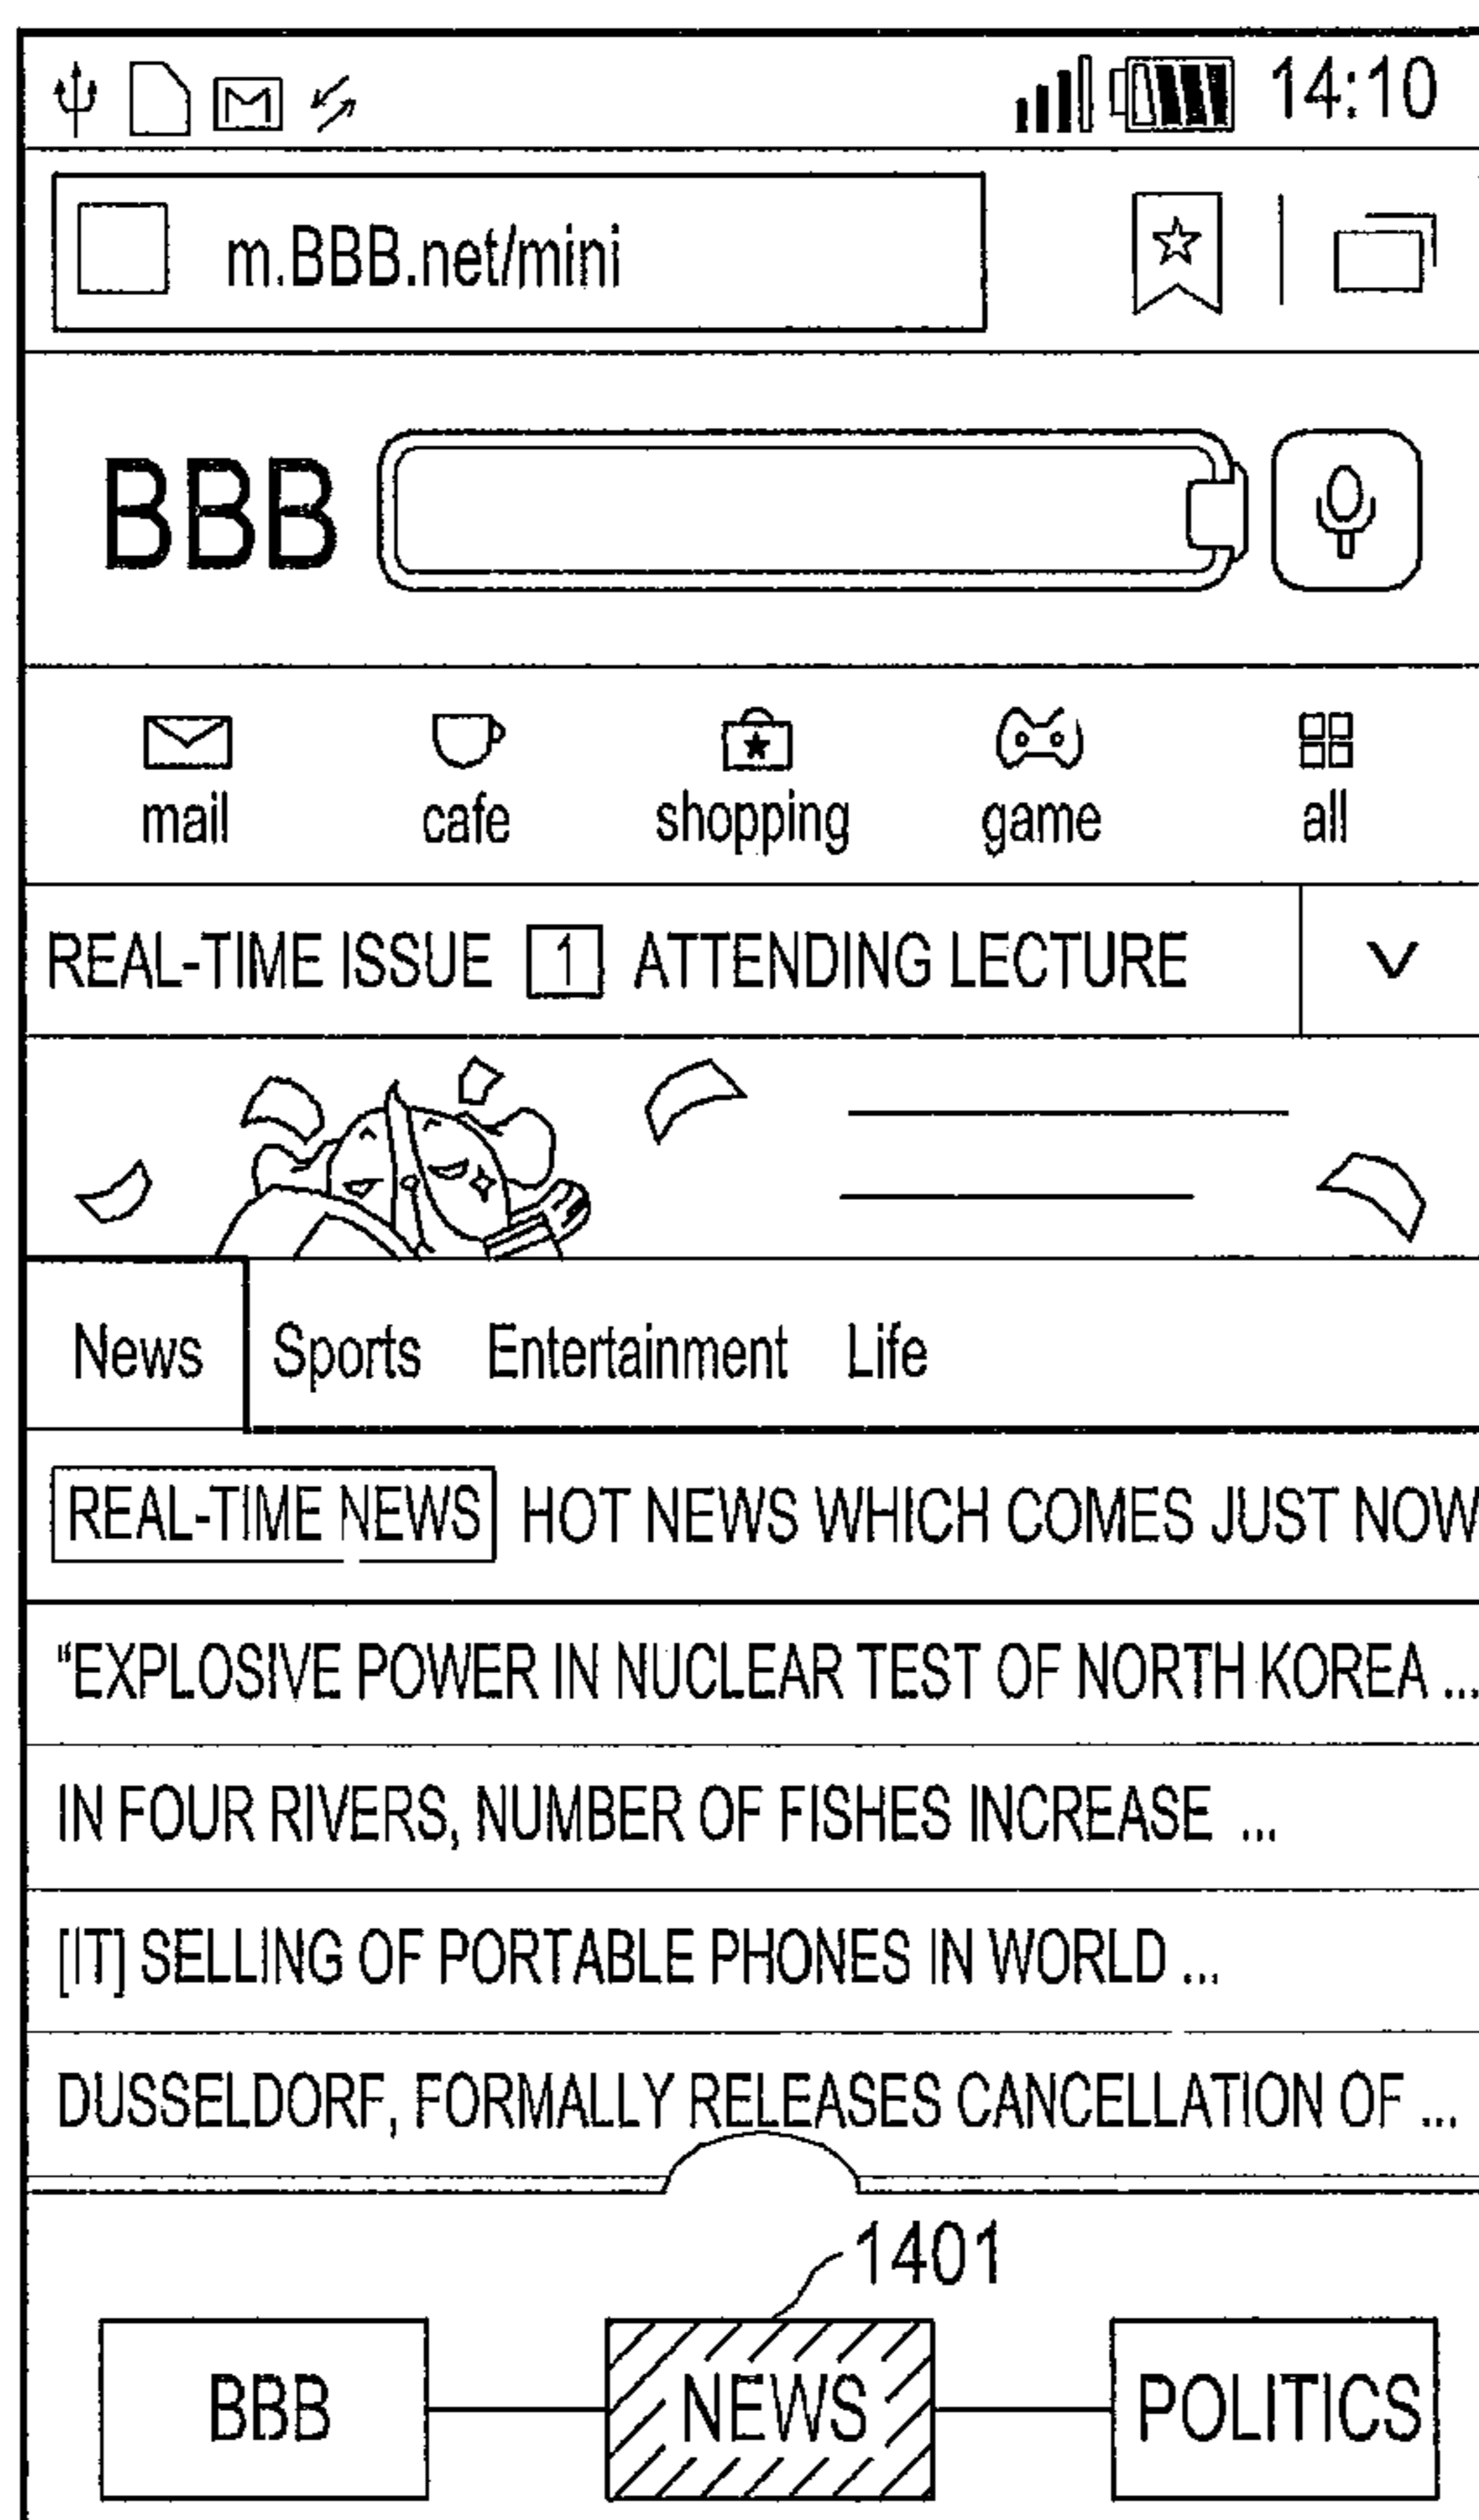 14:10
m.BBB.net/mini
BBB
mail cafe shopping game all
REAL-TIME ISSUE 1 ATTENDING LECTURE
News Sports Entertainment Life
REAL-TIME NEWS HOT NEWS WHICH COMES JUST NOW
“EXPLOSIVE POWER IN NUCLEAR TEST OF NORTH KOREA ...
IN FOUR RIVERS, NUMBER OF FISHES INCREASE ...
[IT] SELLING OF PORTABLE PHONES IN WORLD ...
DUSSELDORF, FORMALLY RELEASES CANCELLATION OF ...
1401
BBB NEWS POLITICS